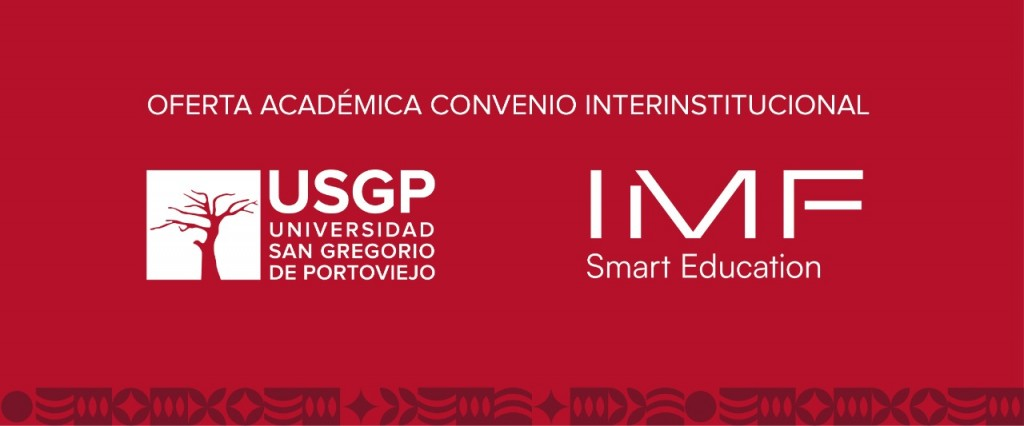 OFERTA ACADÉMICA CONVENIO INTERINSTITUCIONAL
USGP
UNIVERSIDAD
SAN GREGORIO
DE PORTOVIEJO
IMF
Smart Education